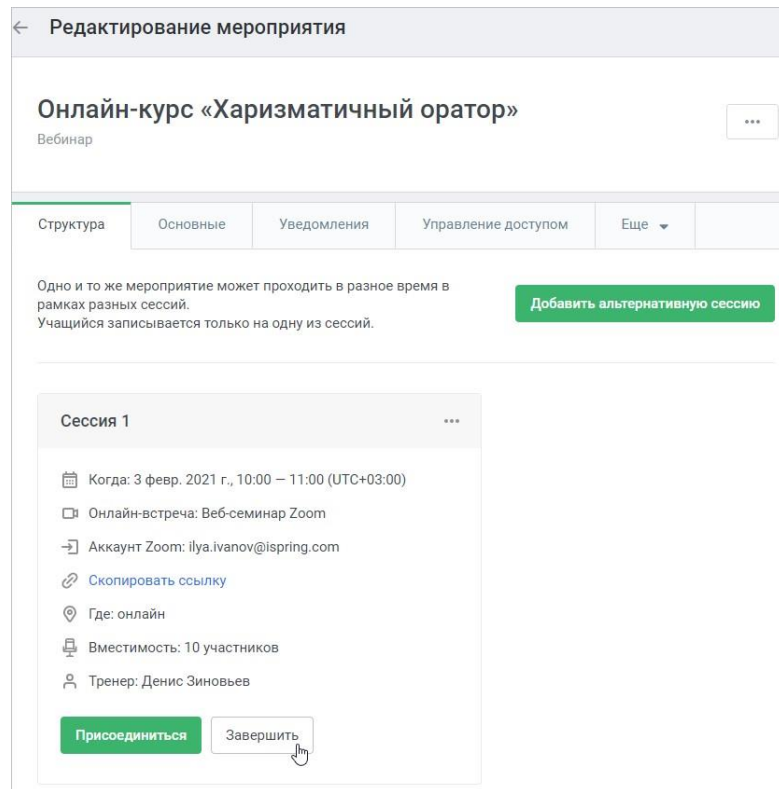 Редактирование мероприятия
Онлайн-курс «Харизматичный оратор»
Вебинар
Структура
Основные
Уведомления
Управление доступом
Еще
Одно и то же мероприятие может проходить в разное время в
рамках разных сессий.
Учащийся записывается только на одну из сессий.
Добавить альтернативную сессию
Сессия 1
Когда: 3 февр. 2021 г., 10:00 — 11:00 (UTC+03:00)
Онлайн-встреча: Веб-семинар Zoom
Аккаунт Zoom: ilya.ivanov@ispring.com
Скопировать ссылку
Где: онлайн
Вместимость: 10 участников
Тренер: Денис Зиновьев
Присоединиться
Завершить